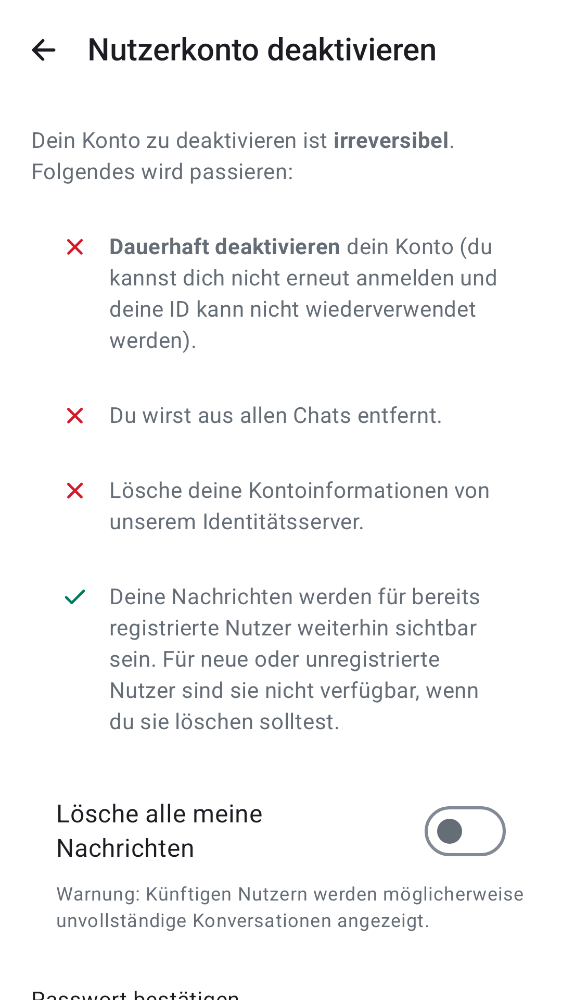 Nutzerkonto deaktivieren
Dein Konto zu deaktivieren ist irreversibel.
Folgendes wird passieren:
Dauerhaft deaktivieren dein Konto (du
kannst dich nicht erneut anmelden und
deine ID kann nicht wiederverwendet
werden).
Du wirst aus allen Chats entfernt.
Lösche deine Kontoinformationen von
unserem Identitätsserver.
Deine Nachrichten werden für bereits
registrierte Nutzer weiterhin sichtbar
sein. Für neue oder unregistrierte
Nutzer sind sie nicht verfügbar, wenn
du sie löschen solltest.
Lösche alle meine
Nachrichten
Warnung: Künftigen Nutzern werden möglicherweise
unvollständige Konversationen angezeigt.
Passwort bestätigen